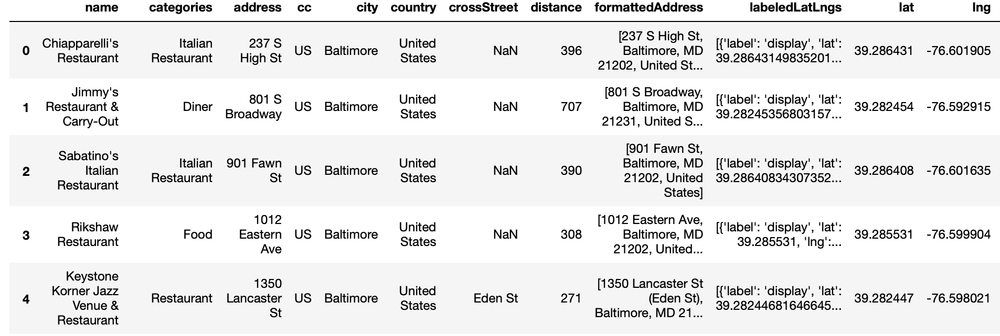 name categories address cc city country crossStreet distance formattedAddress labeledLatLngs lat lng
0 Chiapparelli's Restaurant Italian Restaurant 237 S High St US Baltimore United States NaN 396 [237 S High St, Baltimore, MD 21202, United St... [{'label': 'display', 'lat': 39.28643149835201... 39.286431 -76.601905
1 Jimmy's Restaurant & Carry-Out Diner 801 S Broadway US Baltimore United States NaN 707 [801 S Broadway, Baltimore, MD 21231, United S... [{'label': 'display', 'lat': 39.28245356803157... 39.282454 -76.592915
2 Sabatino's Italian Restaurant Italian Restaurant 901 Fawn St US Baltimore United States NaN 390 [901 Fawn St, Baltimore, MD 21202, United States] [{'label': 'display', 'lat': 39.28640834307352... 39.286408 -76.601635
3 Rikshaw Restaurant Food 1012 Eastern Ave US Baltimore United States NaN 308 [1012 Eastern Ave, Baltimore, MD 21202, United... [{'label': 'display', 'lat': 39.285531, 'lng':... 39.285531 -76.599904
4 Keystone Korner Jazz Venue & Restaurant Restaurant 1350 Lancaster St US Baltimore United States Eden St 271 [1350 Lancaster St (Eden St), Baltimore, MD 21... [{'label': 'display', 'lat': 39.28244681646645... 39.282447 -76.598021